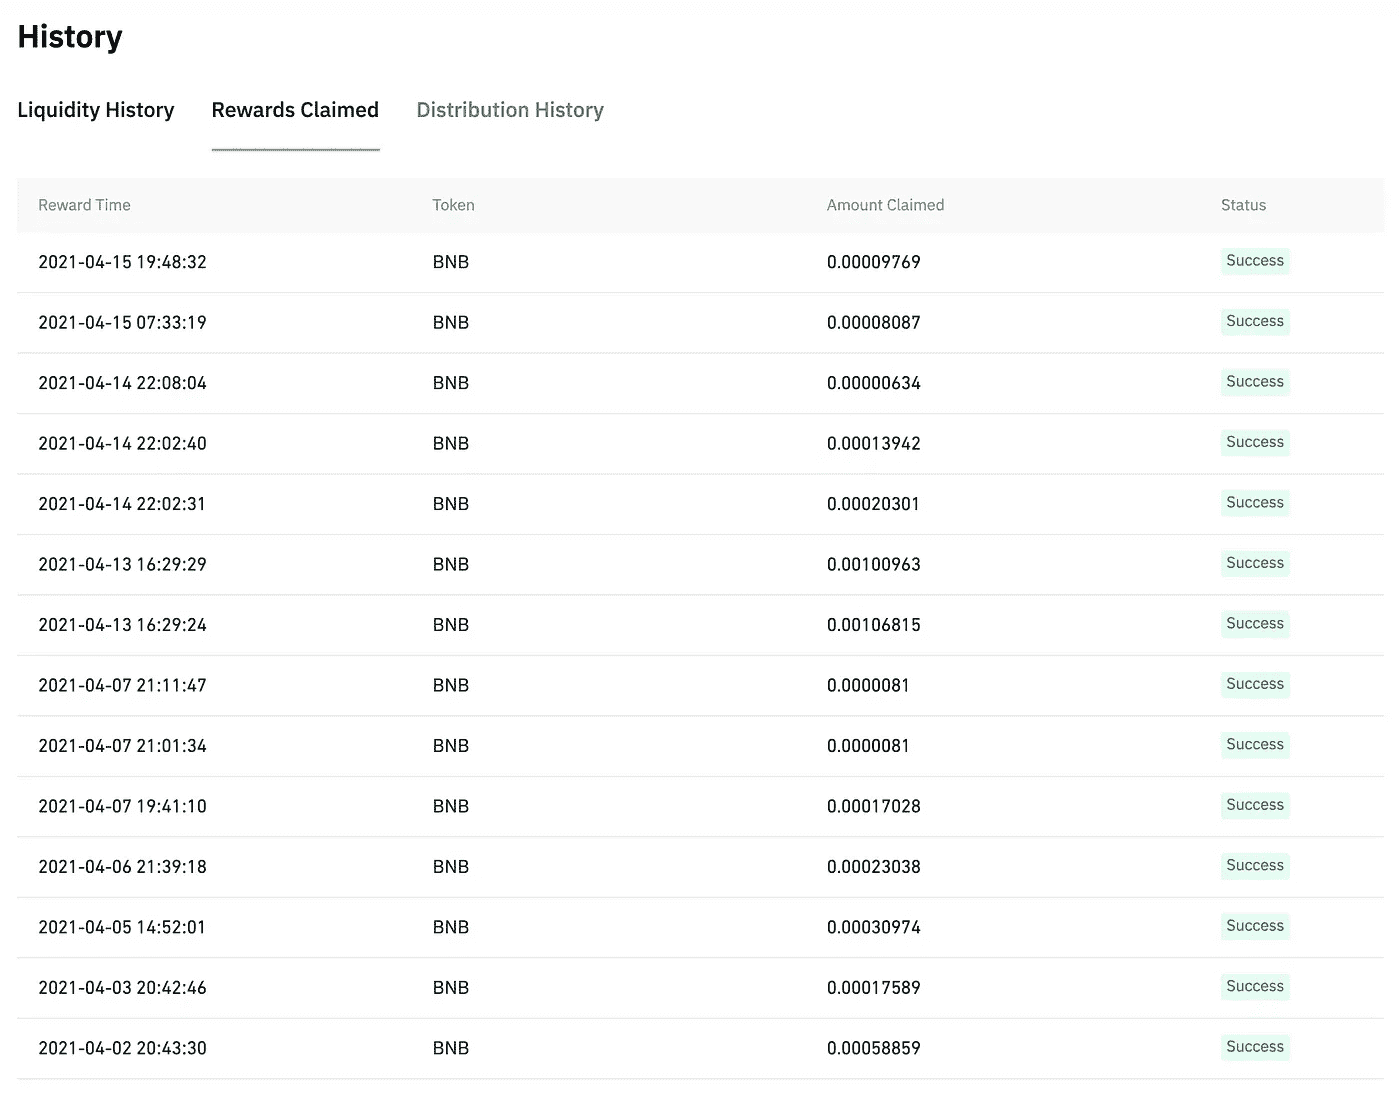 History
Liquidity History Rewards Claimed Distribution History
Reward Time Token Amount Claimed Status
2021-04-15 19:48:32 BNB 0.00009769 Success
2021-04-15 07:33:19 BNB 0.00008087 Success
2021-04-14 22:08:04 BNB 0.00000634 Success
2021-04-14 22:02:40 BNB 0.00013942 Success
2021-04-14 22:02:31 BNB 0.00020301 Success
2021-04-13 16:29:29 BNB 0.00100963 Success
2021-04-13 16:29:24 BNB 0.00106815 Success
2021-04-07 21:11:47 BNB 0.0000081 Success
2021-04-07 21:01:34 BNB 0.0000081 Success
2021-04-07 19:41:10 BNB 0.00017028 Success
2021-04-06 21:39:18 BNB 0.00023038 Success
2021-04-05 14:52:01 BNB 0.00030974 Success
2021-04-03 20:42:46 BNB 0.00017589 Success
2021-04-02 20:43:30 BNB 0.00058859 Success